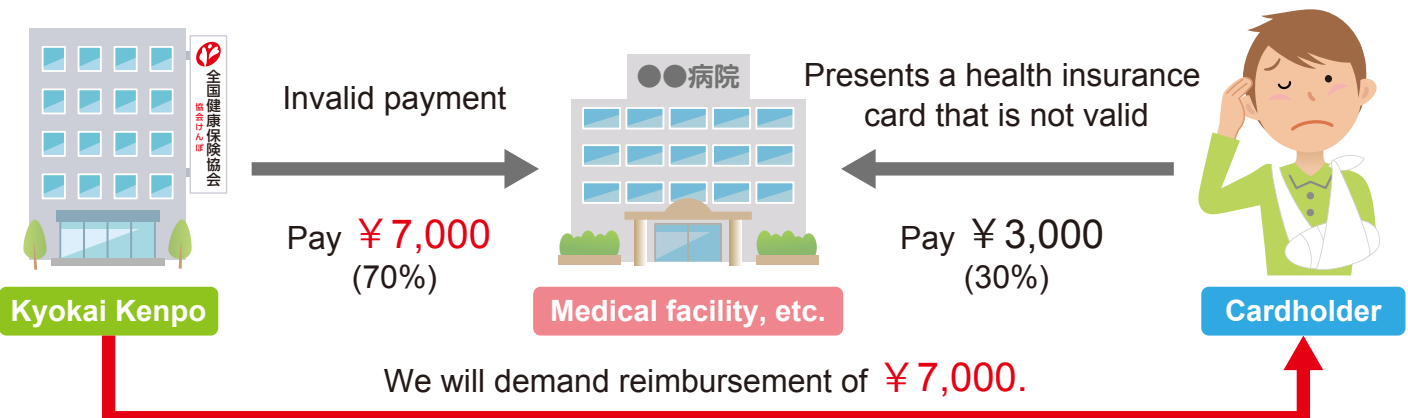 全国健康保険協会
協会けんぽ
Invalid payment
Pay ￥7,000
(70%)
Kyokai Kenpo
●●病院
Medical facility, etc.
Presents a health insurance
card that is not valid
Pay ￥3,000
(30%)
Cardholder
We will demand reimbursement of ￥7,000.